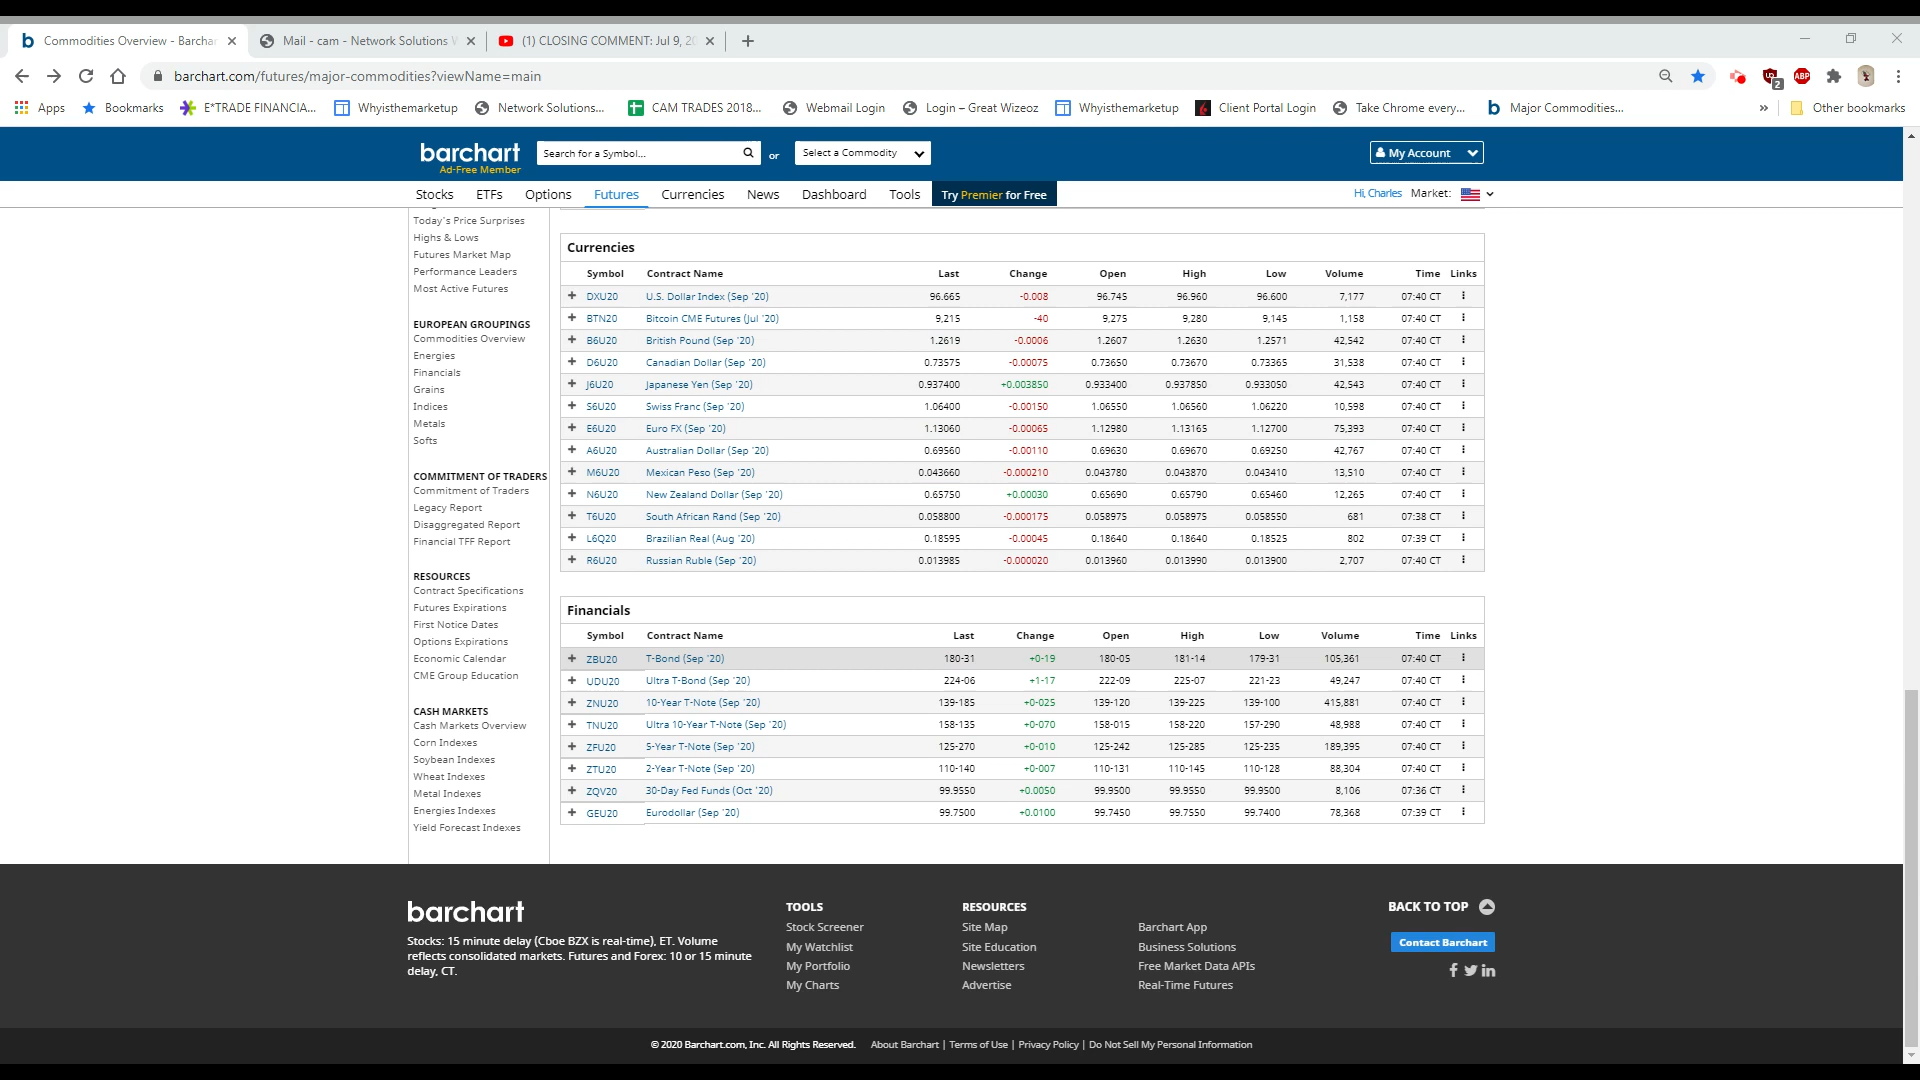 Commodities Overview - Barchar
Mail - cam - Network Solutions W
(1) CLOSING COMMENT: Jul 9, 20
barchart.com/futures/major-commodities?viewName=main
2
ABP
Apps
Bookmarks
E*TRADE FINANCIA...
Whyisthemarketup
Network Solutions...
CAM TRADES 2018...
Webmail Login
Login – Great Wizeoz
Whyisthemarketup
Client Portal Login
Take Chrome every...
Major Commodities...
»
Other bookmarks
barchart
Ad-Free Member
Search for a Symbol...
or
Select a Commodity
My Account
Stocks ETFs Options Futures Currencies News Dashboard Tools Try Premier for Free
Hi, Charles Market:
Today's Price Surprises
Highs & Lows
Futures Market Map
Performance Leaders
Most Active Futures
EUROPEAN GROUPINGS
Commodities Overview
Energies
Financials
Grains
Indices
Metals
Softs
COMMITMENT OF TRADERS
Commitment of Traders
Legacy Report
Disaggregated Report
Financial TFF Report
RESOURCES
Contract Specifications
Futures Expirations
First Notice Dates
Options Expirations
Economic Calendar
CME Group Education
CASH MARKETS
Cash Markets Overview
Corn Indexes
Soybean Indexes
Wheat Indexes
Metal Indexes
Energies Indexes
Yield Forecast Indexes
Currencies
Symbol Contract Name Last Change Open High Low Volume Time Links
+ DXU20 U.S. Dollar Index (Sep '20) 96.665 -0.008 96.745 96.960 96.600 7,177 07:40 CT
+ BTN20 Bitcoin CME Futures (Jul '20) 9,215 -40 9,275 9,280 9,145 1,158 07:40 CT
+ B6U20 British Pound (Sep '20) 1.2619 -0.0006 1.2607 1.2630 1.2571 42,542 07:40 CT
+ D6U20 Canadian Dollar (Sep '20) 0.73575 -0.00075 0.73650 0.73670 0.73365 31,538 07:40 CT
+ J6U20 Japanese Yen (Sep '20) 0.937400 +0.003850 0.933400 0.937850 0.933050 42,543 07:40 CT
+ S6U20 Swiss Franc (Sep '20) 1.06400 -0.00150 1.06550 1.06560 1.06220 10,598 07:40 CT
+ E6U20 Euro FX (Sep '20) 1.13060 -0.00065 1.12980 1.13165 1.12700 75,393 07:40 CT
+ A6U20 Australian Dollar (Sep '20) 0.69560 -0.00110 0.69630 0.69670 0.69250 42,767 07:40 CT
+ M6U20 Mexican Peso (Sep '20) 0.043660 -0.000210 0.043780 0.043870 0.043410 13,510 07:40 CT
+ N6U20 New Zealand Dollar (Sep '20) 0.65750 +0.00030 0.65690 0.65790 0.65460 12,265 07:40 CT
+ T6U20 South African Rand (Sep '20) 0.058800 -0.000175 0.058975 0.058975 0.058550 681 07:38 CT
+ L6Q20 Brazilian Real (Aug '20) 0.18595 -0.00045 0.18640 0.18640 0.18525 802 07:39 CT
+ R6U20 Russian Ruble (Sep '20) 0.013985 -0.000020 0.013960 0.013990 0.013900 2,707 07:40 CT
Financials
Symbol Contract Name Last Change Open High Low Volume Time Links
+ ZBU20 T-Bond (Sep '20) 180-31 +0-19 180-05 181-14 179-31 105,361 07:40 CT
+ UDU20 Ultra T-Bond (Sep '20) 224-06 +1-17 222-09 225-07 221-23 49,247 07:40 CT
+ ZNU20 10-Year T-Note (Sep '20) 139-185 +0-025 139-120 139-225 139-100 415,881 07:40 CT
+ TNU20 Ultra 10-Year T-Note (Sep '20) 158-135 +0-070 158-015 158-220 157-290 48,988 07:40 CT
+ ZFU20 5-Year T-Note (Sep '20) 125-270 +0-010 125-242 125-285 125-235 189,395 07:40 CT
+ ZTU20 2-Year T-Note (Sep '20) 110-140 +0-007 110-131 110-145 110-128 88,304 07:40 CT
+ ZQV20 30-Day Fed Funds (Oct '20) 99.9550 +0.0050 99.9500 99.9550 99.9500 8,106 07:36 CT
+ GEU20 Eurodollar (Sep '20) 99.7500 +0.0100 99.7450 99.7550 99.7400 78,368 07:39 CT
barchart
Stocks: 15 minute delay (Cboe BZX is real-time), ET. Volume
reflects consolidated markets. Futures and Forex: 10 or 15 minute
delay, CT.
TOOLS
Stock Screener
My Watchlist
My Portfolio
My Charts
RESOURCES
Site Map
Site Education
Newsletters
Advertise
Barchart App
Business Solutions
Free Market Data APIs
Real-Time Futures
BACK TO TOP
Contact Barchart
© 2020 Barchart.com, Inc. All Rights Reserved. About Barchart | Terms of Use | Privacy Policy | Do Not Sell My Personal Information